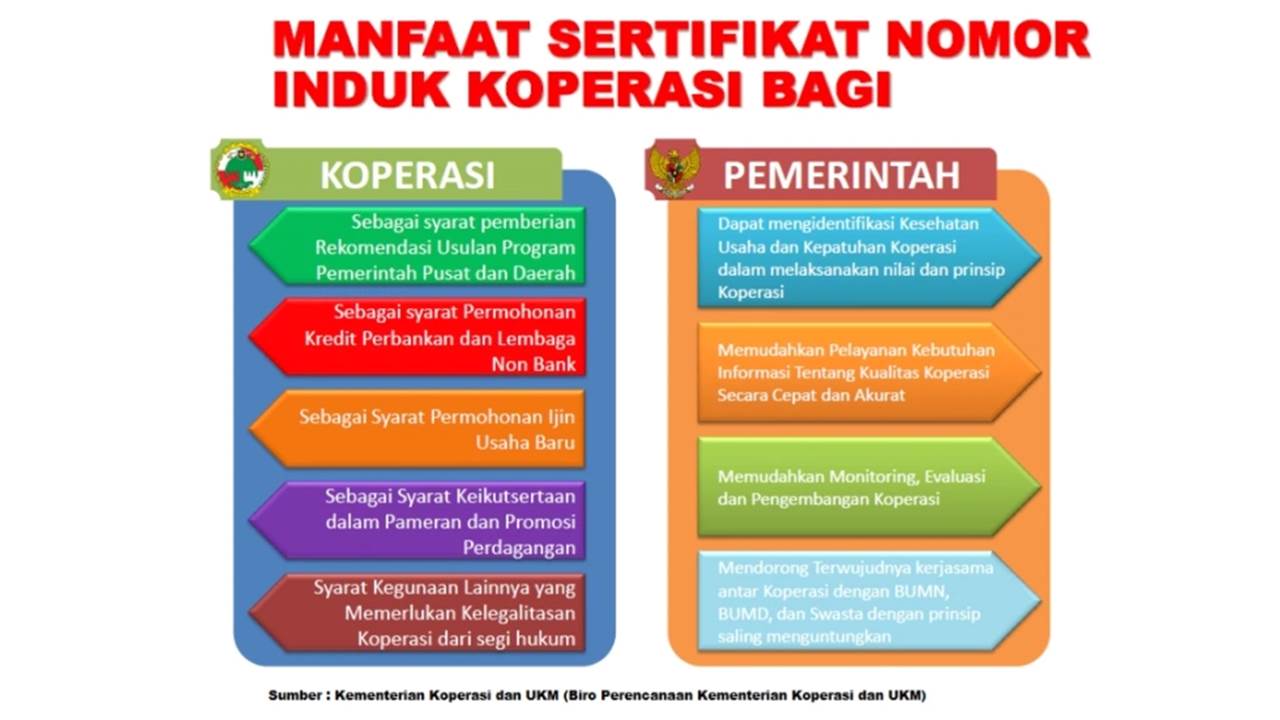 MANFAAT SERTIFIKAT NOMOR
INDUK KOPERASI BAGI
KOPERASI
Sebagai syarat pemberian
Rekomendasi Usulan Program
Pemerintah Pusat dan Daerah
Sebagai syarat Permohonan
Kredit Perbankan dan Lembaga
Non Bank
Sebagai Syarat Permohonan Ijin
Usaha Baru
Sebagai Syarat Keikutsertaan
dalam Pameran dan Promosi
Perdagangan
Syarat Kegunaan Lainnya yang
Memerlukan Kelegalitasan
Koperasi dari segi hukum
PEMERINTAH
Dapat mengidentifikasi Kesehatan
Usaha dan Kepatuhan Koperasi
dalam melaksanakan nilai dan prinsip
Koperasi
Memudahkan Pelayanan Kebutuhan
Informasi Tentang Kualitas Koperasi
Secara Cepat dan Akurat
Memudahkan Monitoring, Evaluasi
dan Pengembangan Koperasi
Mendorong Terwujudnya kerjasama
antar Koperasi dengan BUMN,
BUMD, dan Swasta dengan prinsip
saling menguntungkan
Sumber : Kementerian Koperasi dan UKM (Biro Perencanaan Kementerian Koperasi dan UKM)